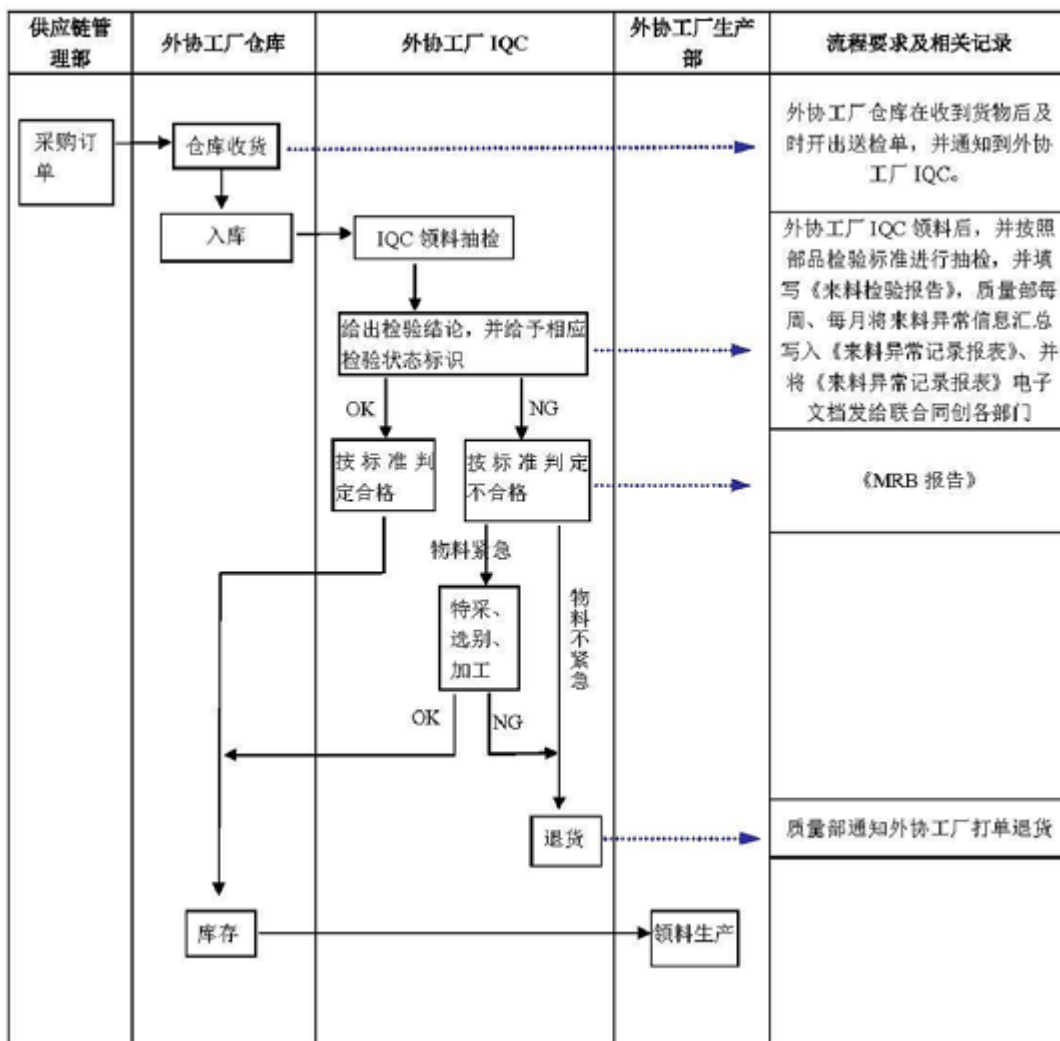 供应链管
理部
外协工厂仓库
外协工厂 IQC
外协工厂生产
部
流程要求及相关记录
采购订
单
仓库收货
外协工厂仓库在收到货物后及
时开出送检单，并通知到外协
工厂 IQC。
入库
IQC 领料抽检
外协工厂 IQC 领料后，并按照
部品检验标准进行抽检，并填
写《来料检验报告》，质量部每
周、每月将来料异常信息汇总
写入《来料异常记录报表》、并
将《来料异常记录报表》电子
文档发给联合同创各部门
给出检验结论，并给予相应
检验状态标识
OK
NG
按标准判
定合格
按标准判定
不合格
《MRB 报告》
物料紧急
物料不紧急
特采、
选别、
加工
OK
NG
退货
质量部通知外协工厂打单退货
库存
领料生产